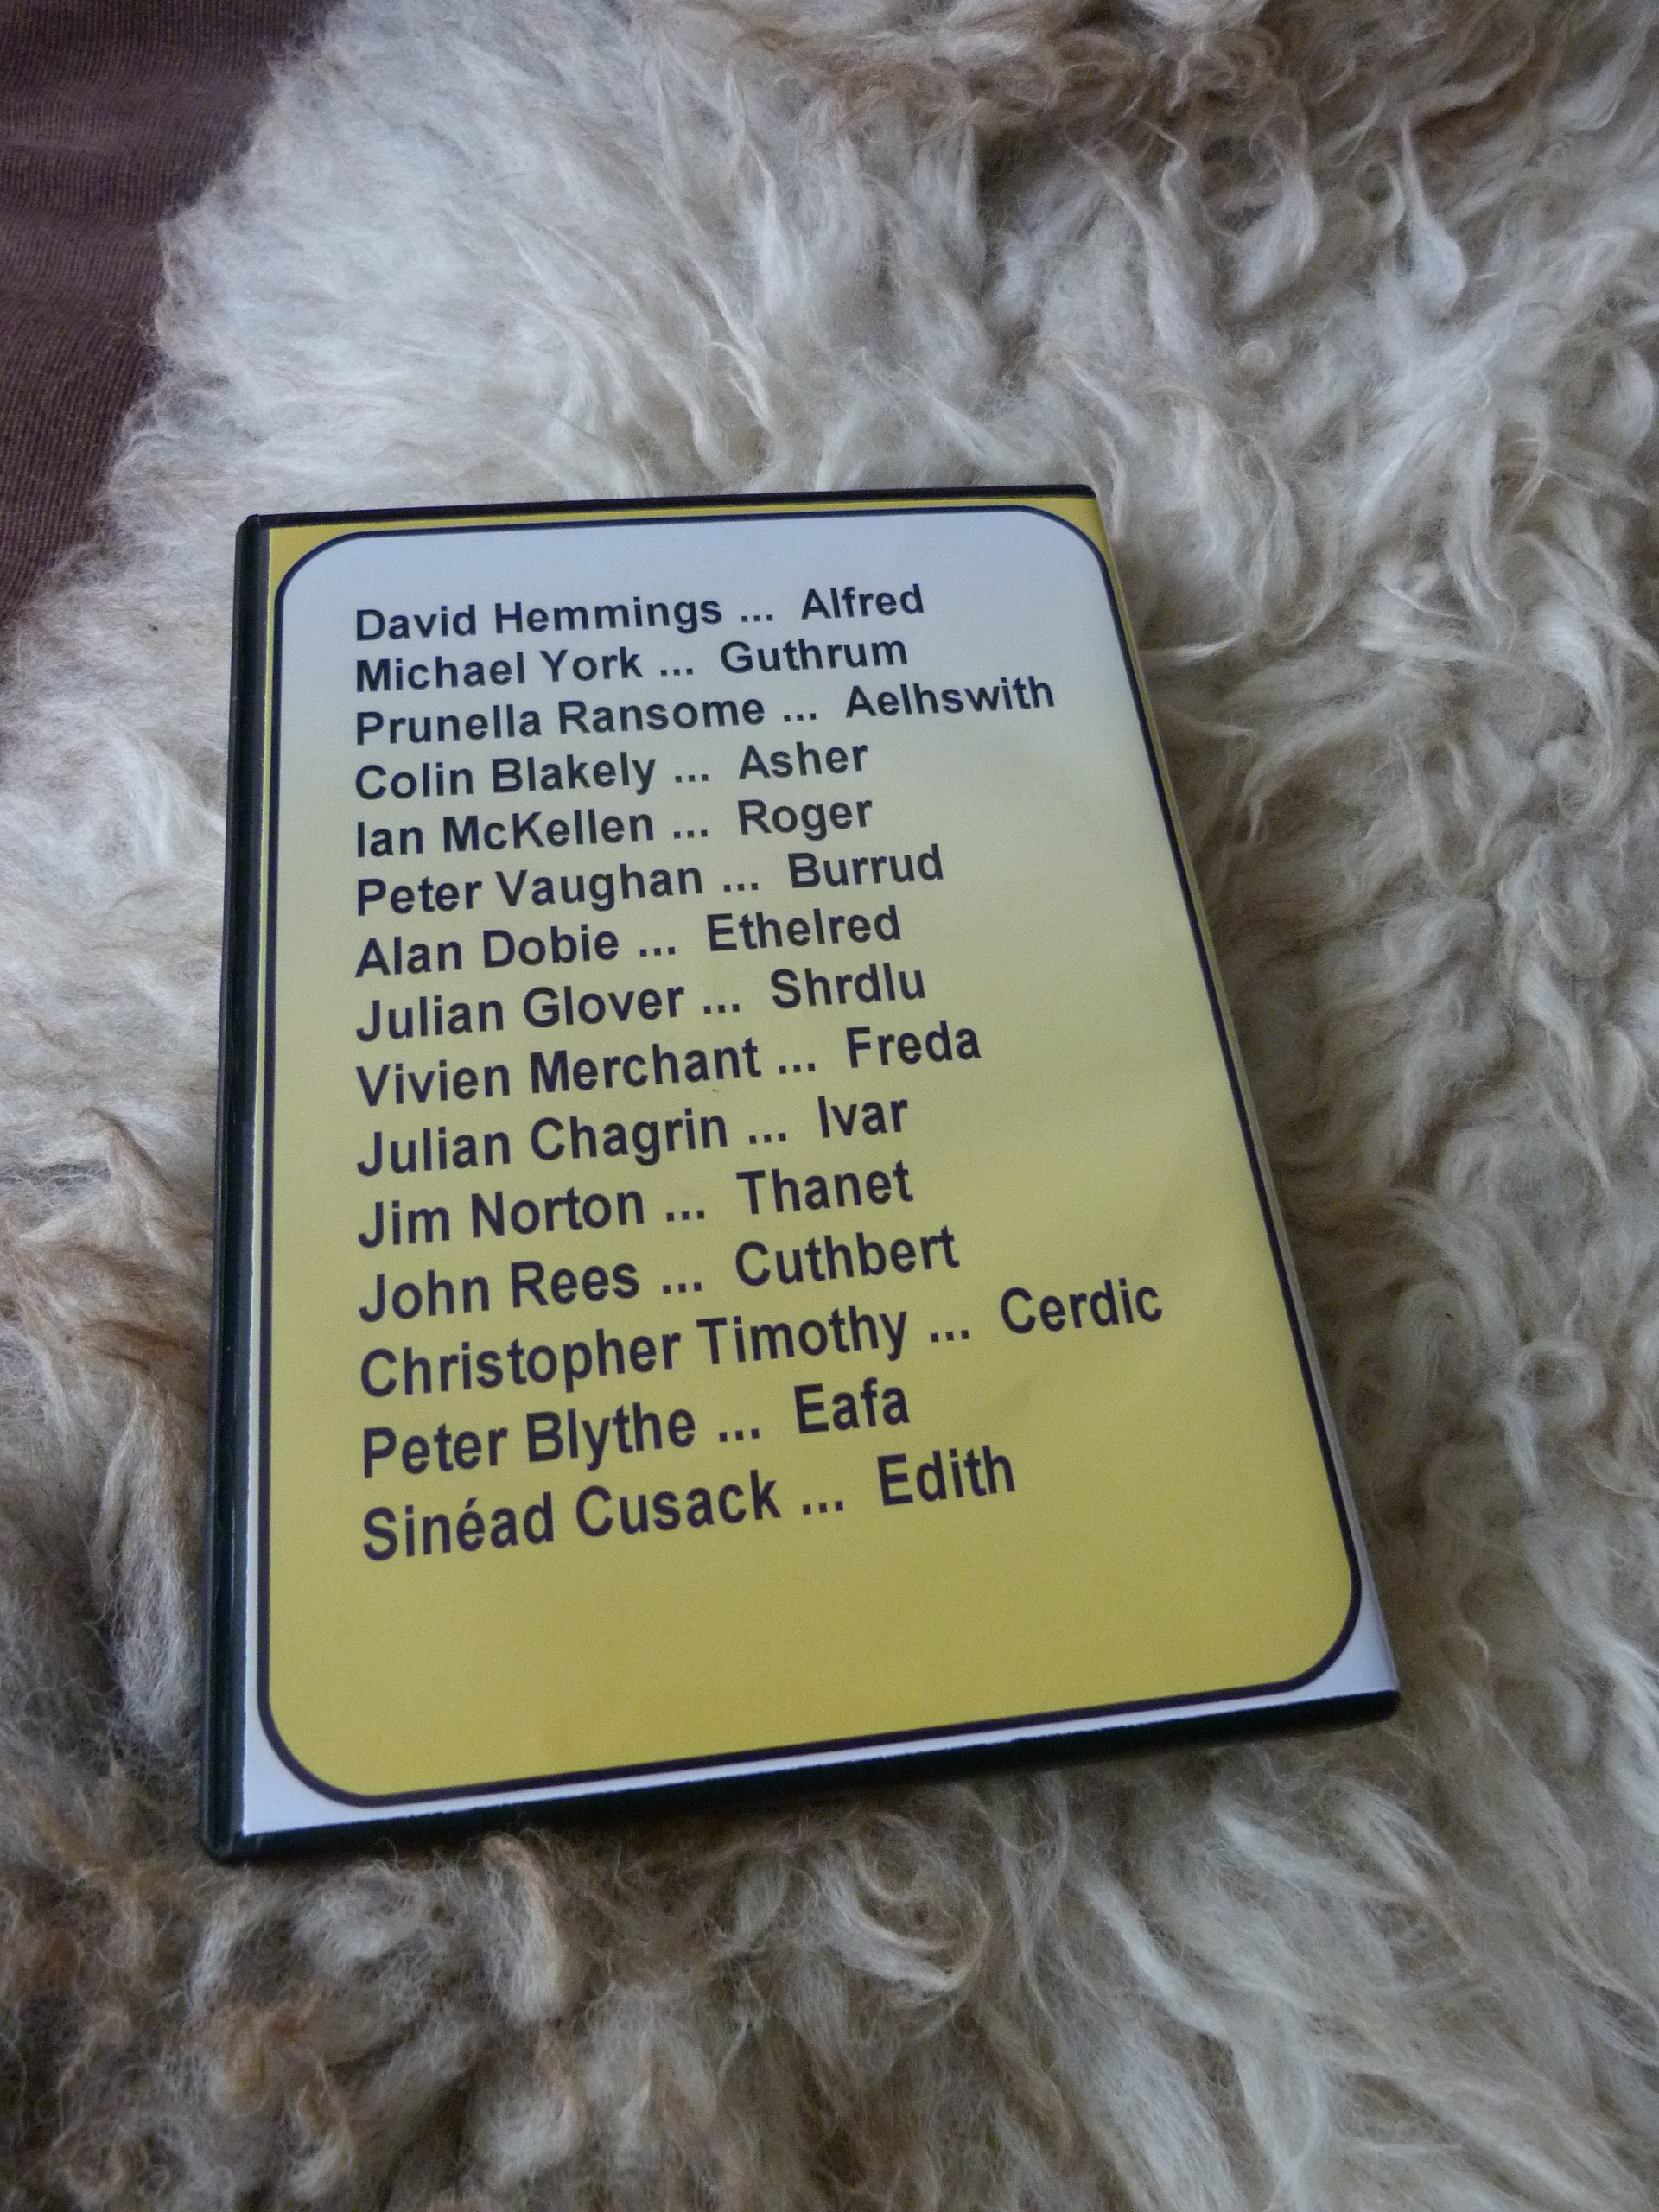 David Hemmings ... Alfred
Michael York ... Guthrum
Prunella Ransome ... Aelhswith
Colin Blakely ... Asher
Ian McKellen ... Roger
Peter Vaughan ... Burrud
Alan Dobie ... Ethelred
Julian Glover ... Shrdlu
Vivien Merchant ... Freda
Julian Chagrin ... Ivar
Jim Norton ... Thanet
John Rees ... Cuthbert
Christopher Timothy ... Cerdic
Peter Blythe ... Eafa
Sinéad Cusack ... Edith